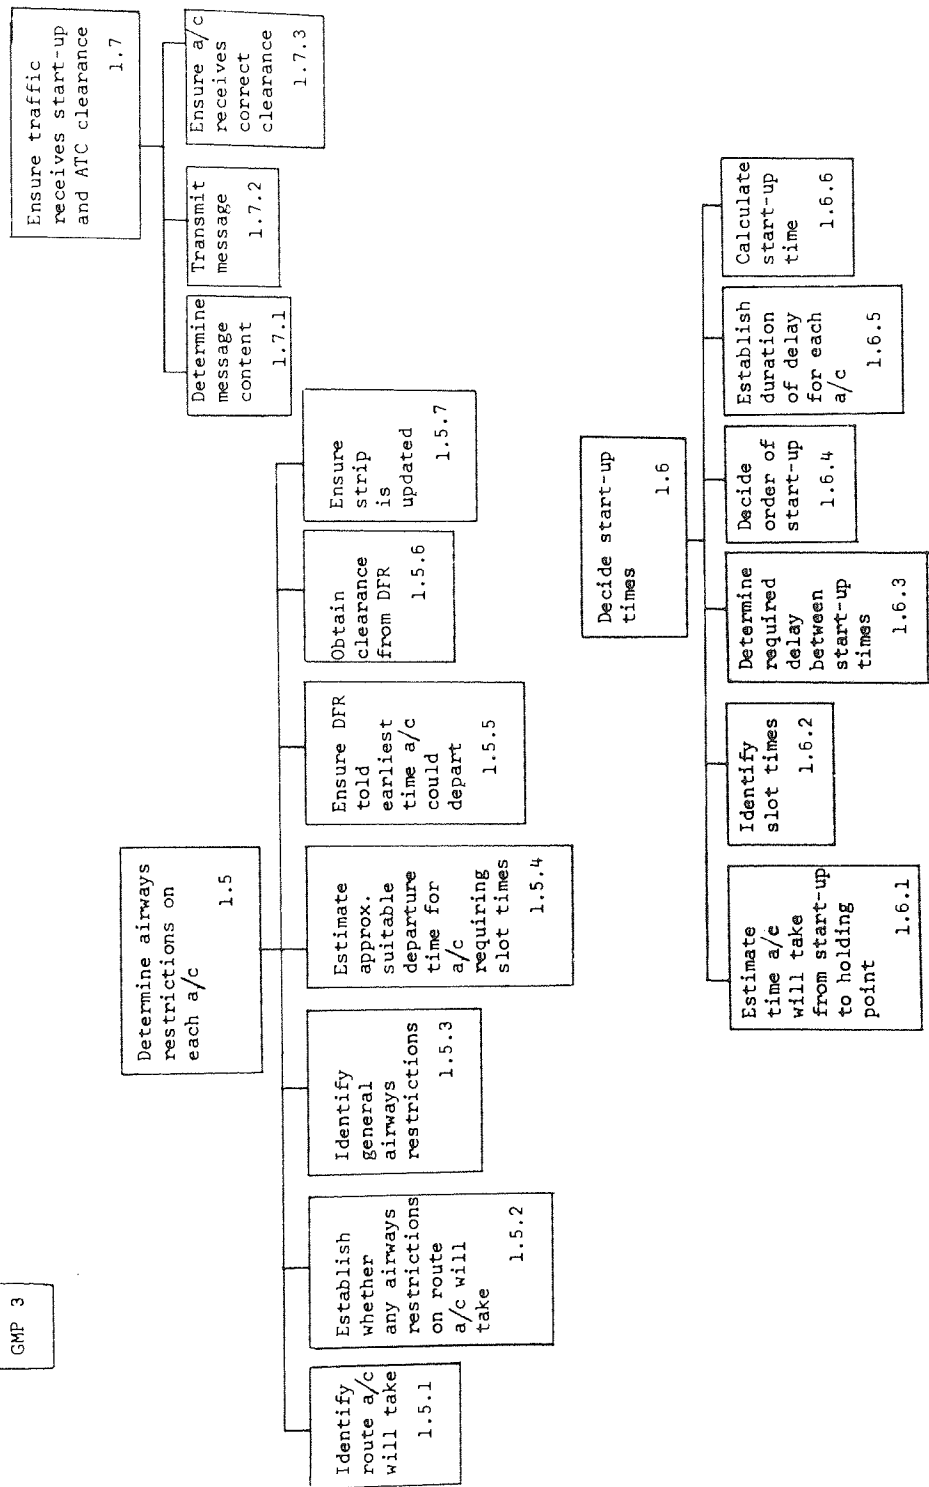 GMP 3
Determine airways
restrictions on
each a/c
1.5
Identify
route a/c
will take
1.5.1
Establish
whether
any airways
restrictions
on route
a/c will
take
1.5.2
Identify
general
airways
restrictions
1.5.3
Estimate
approx.
suitable
departure
time for
a/c
requiring
slot times
1.5.4
Ensure DFR
told
earliest
time a/c
could
depart
1.5.5
Obtain
clearance
from DFR
1.5.6
Ensure
strip
is
updated
1.5.7
Ensure traffic
receives start-up
and ATC clearance
1.7
Determine
message
content
1.7.1
Transmit
message
1.7.2
Ensure a/c
receives
correct
clearance
1.7.3
Decide start-up
times
1.6
Estimate
time a/c
will take
from start-up
to holding
point
1.6.1
Identify
slot times
1.6.2
Determine
required
delay
between
start-up
times
1.6.3
Decide
order of
start-up
1.6.4
Establish
duration
of delay
for each
a/c
1.6.5
Calculate
start-up
time
1.6.6